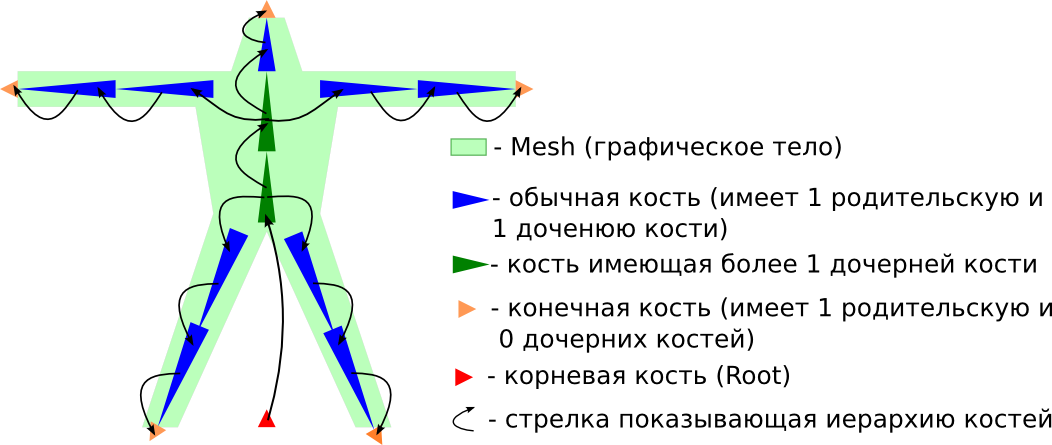 - Mesh (графическое тело)
- обычная кость (имеет 1 родительскую и
1 доченюю кости)
- кость имеющая более 1 дочерней кости
- конечная кость (имеет 1 родительскую и
0 дочерних костей)
- корневая кость (Root)
- стрелка показывающая иерархию костей